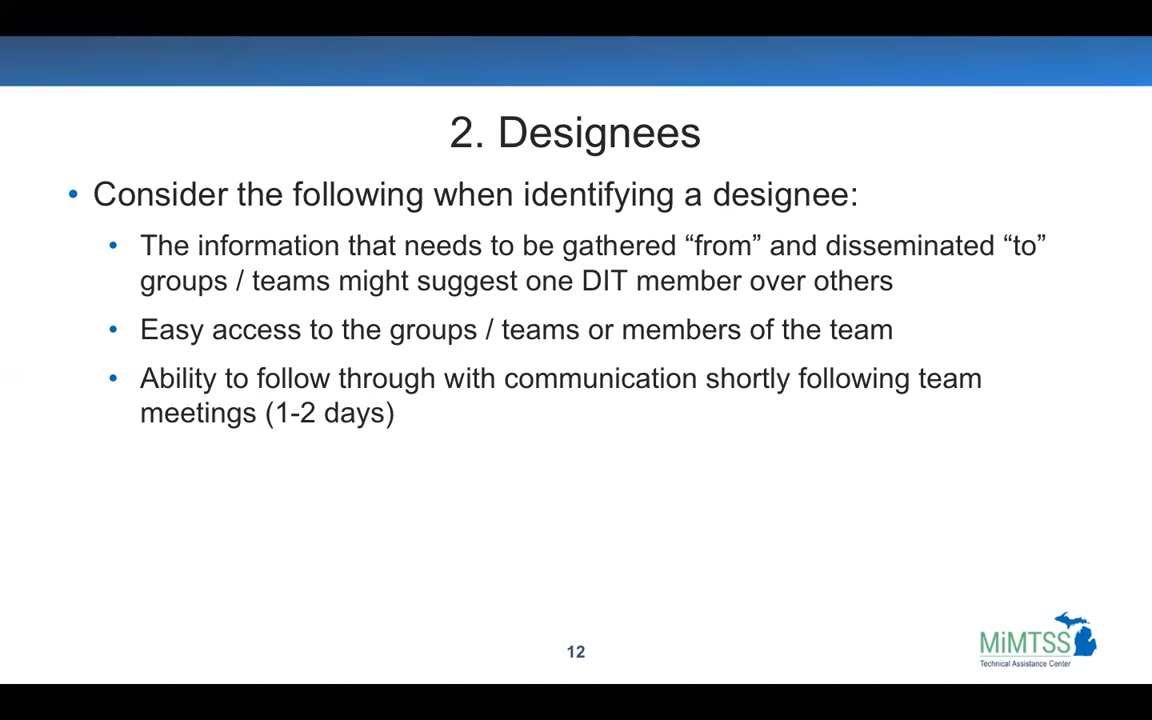 2. Designees
• Consider the following when identifying a designee:
• The information that needs to be gathered “from” and disseminated “to”
groups / teams might suggest one DIT member over others
• Easy access to the groups / teams or members of the team
• Ability to follow through with communication shortly following team
meetings (1-2 days)
12
MiMTSS
Technical Assistance Center